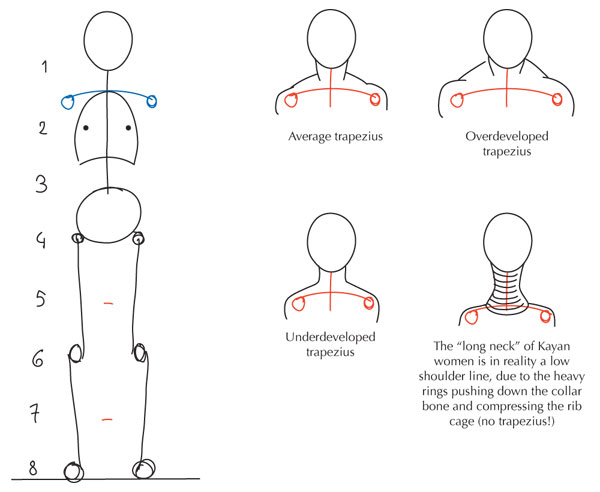 1
2
3
4
5
6
7
8
Average trapezius
Overdeveloped
trapezius
Underdeveloped
trapezius
The “long neck” of Kayan
women is in reality a low
shoulder line, due to the heavy
rings pushing down the collar
bone and compressing the rib
cage (no trapezius!)